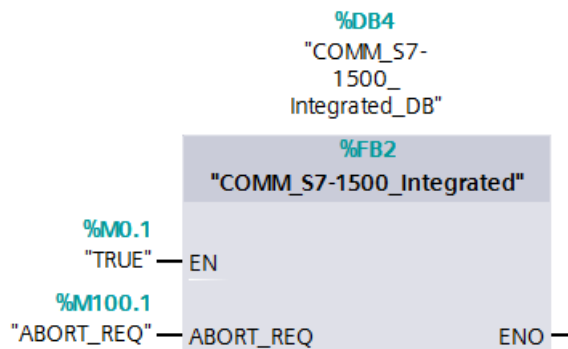 %DB4
"COMM_S7-
1500_
Integrated_DB"
%FB2
"COMM_S7-1500_Integrated"
%M0.1
"TRUE" EN
%M100.1
"ABORT_REQ" ABORT_REQ ENO